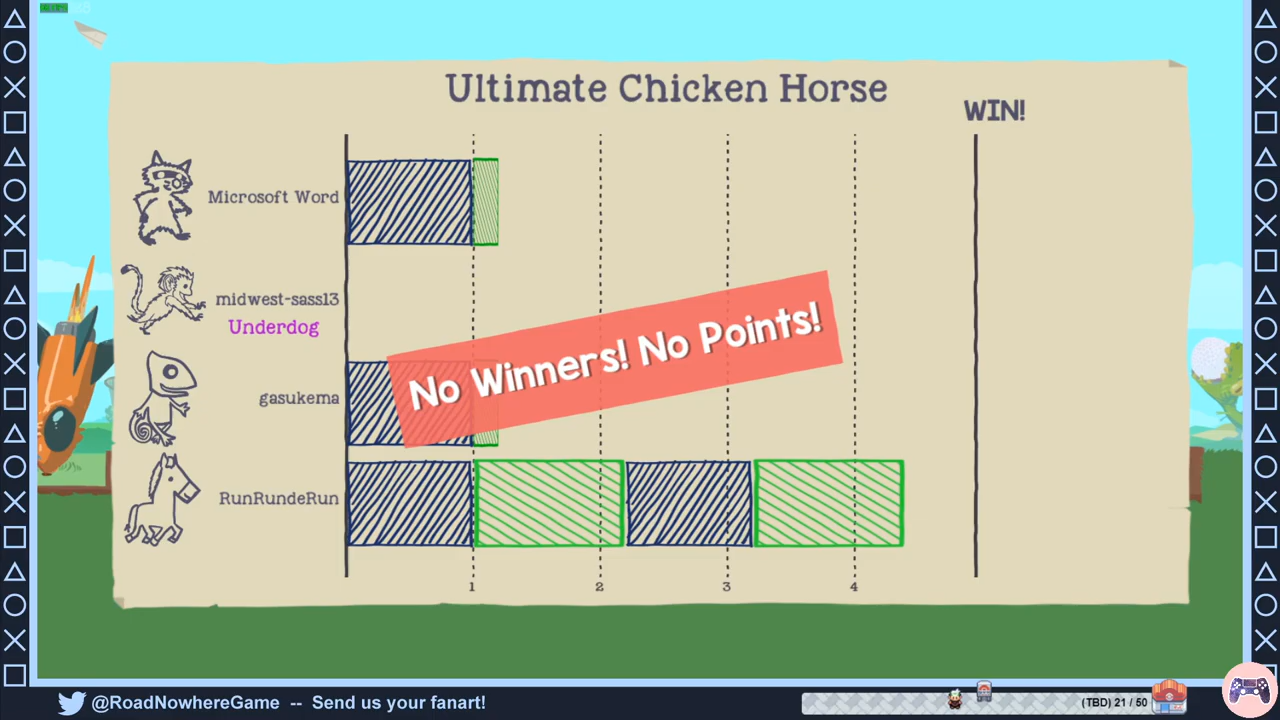 Ultimate Chicken Horse
WIN!
Microsoft Word
midwest-sass13
Underdog
No Winners! No Points!
gasukema
RunRundeRun
1 2 3 4
@RoadNowhereGame -- Send us your fanart!
(TBD) 21 / 50